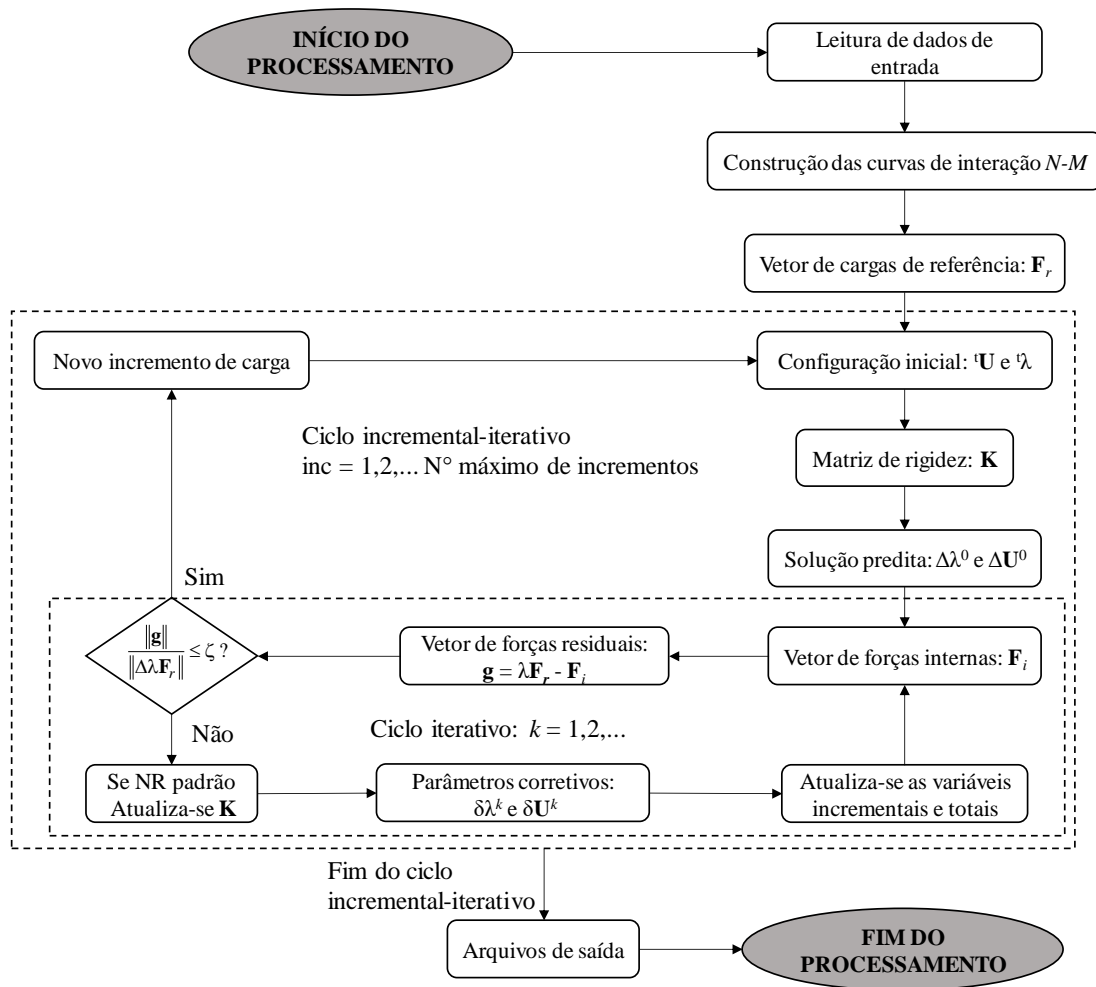 INÍCIO DO
PROCESSAMENTO
Leitura de dados de
entrada
Construção das curvas de interação N-M
Vetor de cargas de referência: Fᵣ
Novo incremento de carga
Configuração inicial: ᵗU e ᵗλ
Ciclo incremental-iterativo
inc = 1,2,... N° máximo de incrementos
Matriz de rigidez: K
Solução predita: Δλ⁰ e ΔU⁰
Sim
‖g‖ / ‖ΔλFᵣ‖ ≤ ζ ?
Vetor de forças residuais:
g = λFᵣ - Fᵢ
Vetor de forças internas: Fᵢ
Não
Ciclo iterativo: k = 1,2,...
Se NR padrão
Atualiza-se K
Parâmetros corretivos:
δλᵏ e δUᵏ
Atualiza-se as variáveis
incrementais e totais
Fim do ciclo
incremental-iterativo
Arquivos de saída
FIM DO
PROCESSAMENTO